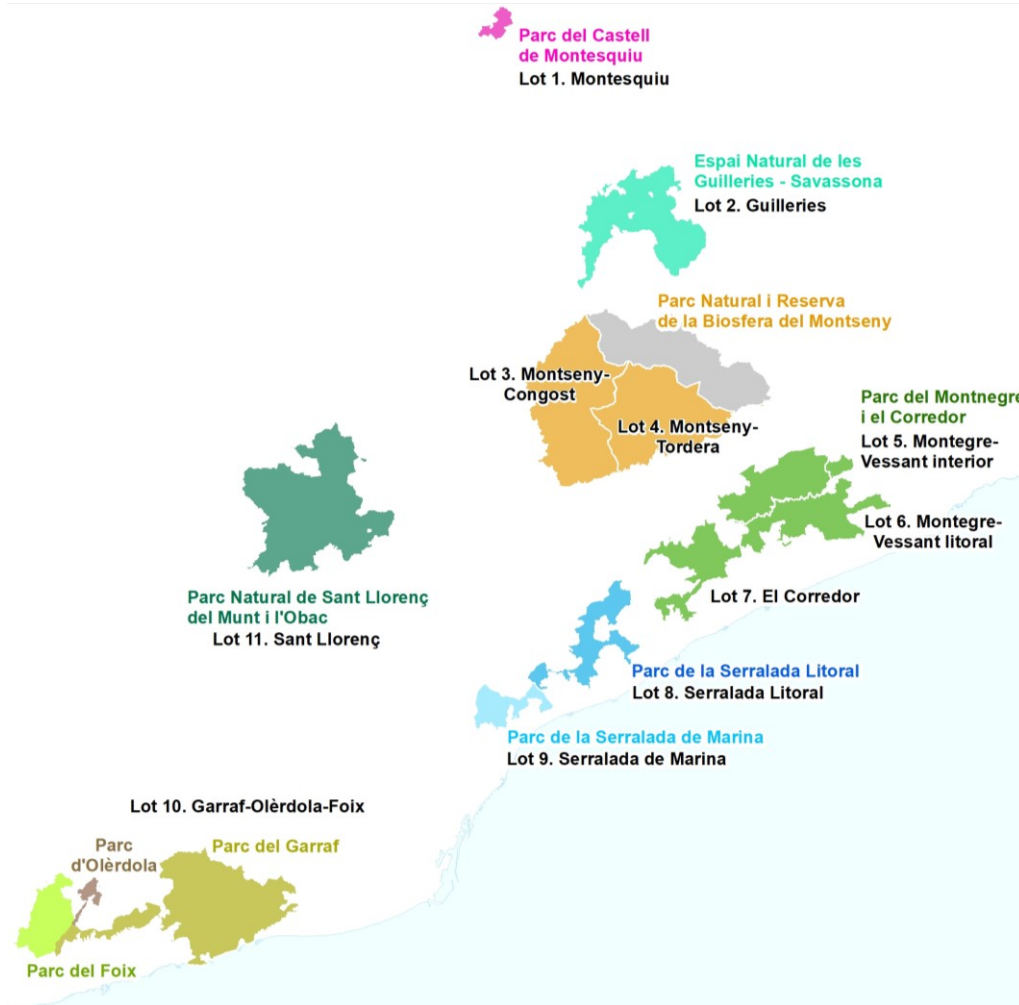 Parc del Castell
de Montesquiu
Lot 1. Montesquiu
Espai Natural de les
Guilleries - Savassona
Lot 2. Guilleries
Parc Natural i Reserva
de la Biosfera del Montseny
Lot 3. Montseny-
Congost
Lot 4. Montseny-
Tordera
Parc del Montnegre
i el Corredor
Lot 5. Montegre-
Vessant interior
Lot 6. Montegre-
Vessant litoral
Lot 7. El Corredor
Parc Natural de Sant Llorenç
del Munt i l'Obac
Lot 11. Sant Llorenç
Parc de la Serralada Litoral
Lot 8. Serralada Litoral
Parc de la Serralada de Marina
Lot 9. Serralada de Marina
Lot 10. Garraf-Olèrdola-Foix
Parc
d'Olèrdola
Parc del Garraf
Parc del Foix